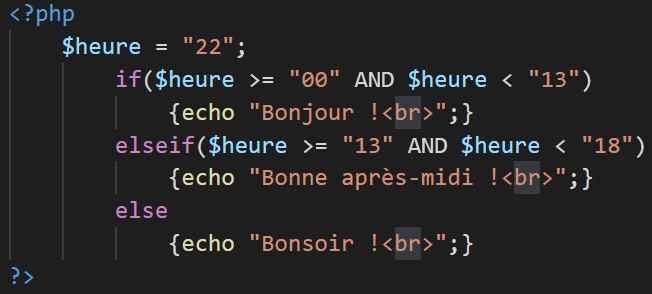 <?php
$heure = "22";
if($heure >= "00" AND $heure < "13")
{echo "Bonjour !<br>";}
elseif($heure >= "13" AND $heure < "18")
{echo "Bonne après-midi !<br>";}
else
{echo "Bonsoir !<br>";}
?>